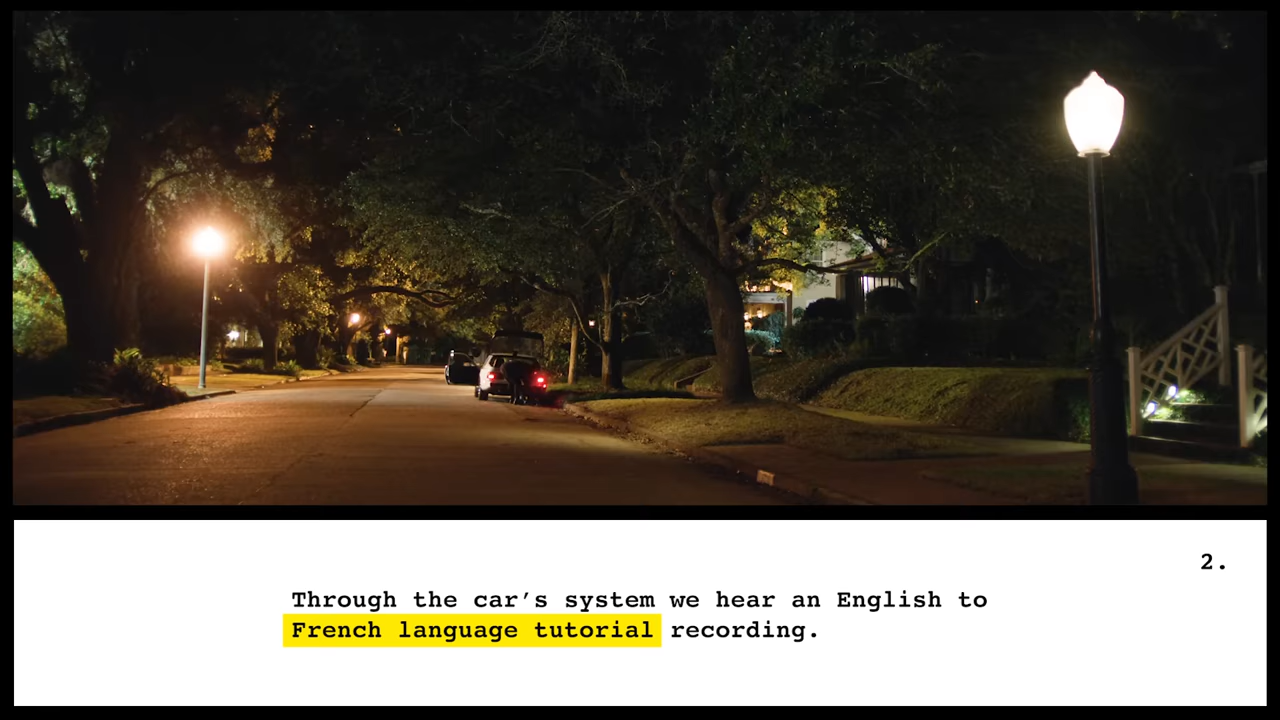 2.
Through the car’s system we hear an English to
French language tutorial recording.